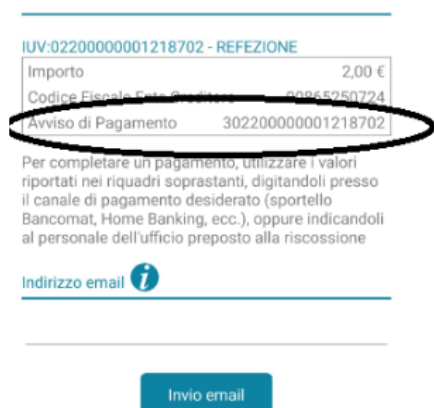 IUV:02200000001218702 - REFEZIONE
Importo 2,00 €
Codice Fiscale Ente Creditore
Avviso di Pagamento 302200000001218702
Per completare un pagamento, utilizzare i valori
riportati nei riquadri soprastanti, digitandoli presso
il canale di pagamento desiderato (sportello
Bancomat, Home Banking, ecc.), oppure indicandoli
al personale dell'ufficio preposto alla riscossione
Indirizzo email i
Invio email